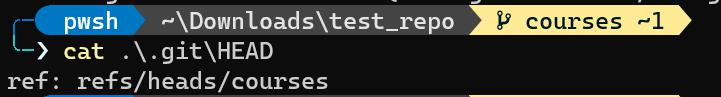 pwsh ~\Downloads\test_repo courses ~1
❯ cat .\.git\HEAD
ref: refs/heads/courses